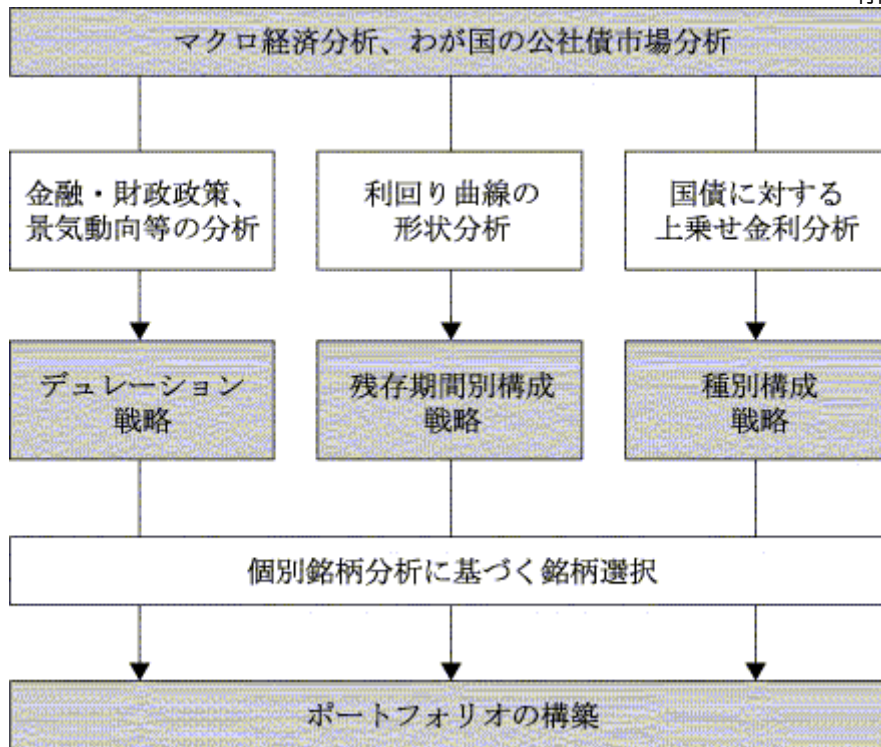 マクロ経済分析、わが国の公社債市場分析
金融・財政政策、
景気動向等の分析
利回り曲線の
形状分析
国債に対する
上乗せ金利分析
デュレーション
戦略
残存期間別構成
戦略
種別構成
戦略
個別銘柄分析に基づく銘柄選択
ポートフォリオの構築